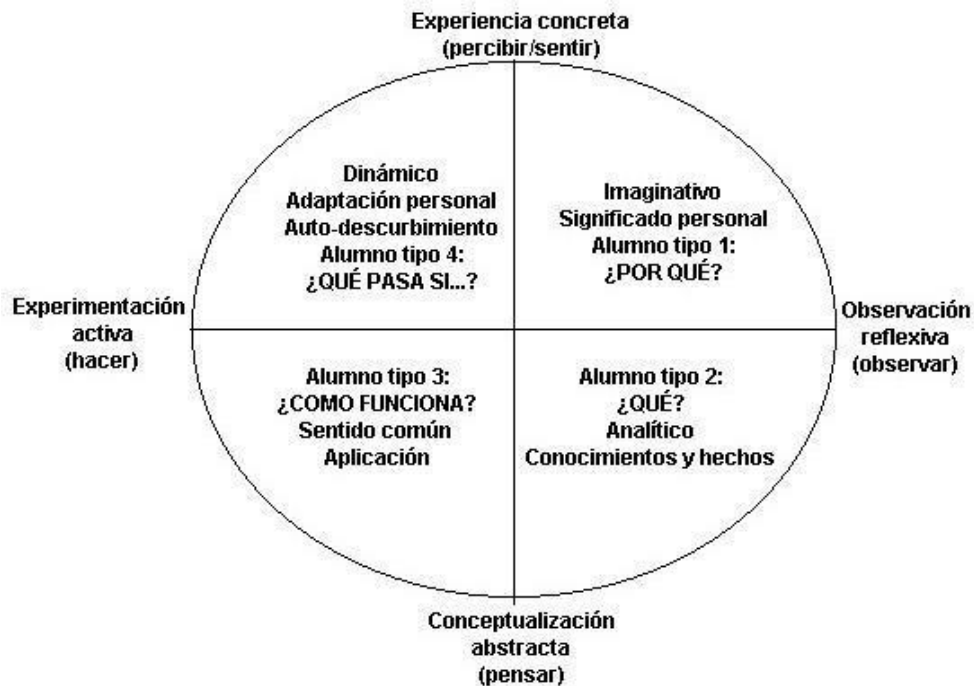 Experiencia concreta
(percibir/sentir)
Dinámico
Adaptación personal
Auto-descurbimiento
Alumno tipo 4:
¿QUÉ PASA SI...?
Imaginativo
Significado personal
Alumno tipo 1:
¿POR QUÉ?
Experimentación
activa
(hacer)
Observación
reflexiva
(observar)
Alumno tipo 3:
¿COMO FUNCIONA?
Sentido común
Aplicación
Alumno tipo 2:
¿QUÉ?
Analítico
Conocimientos y hechos
Conceptualización
abstracta
(pensar)